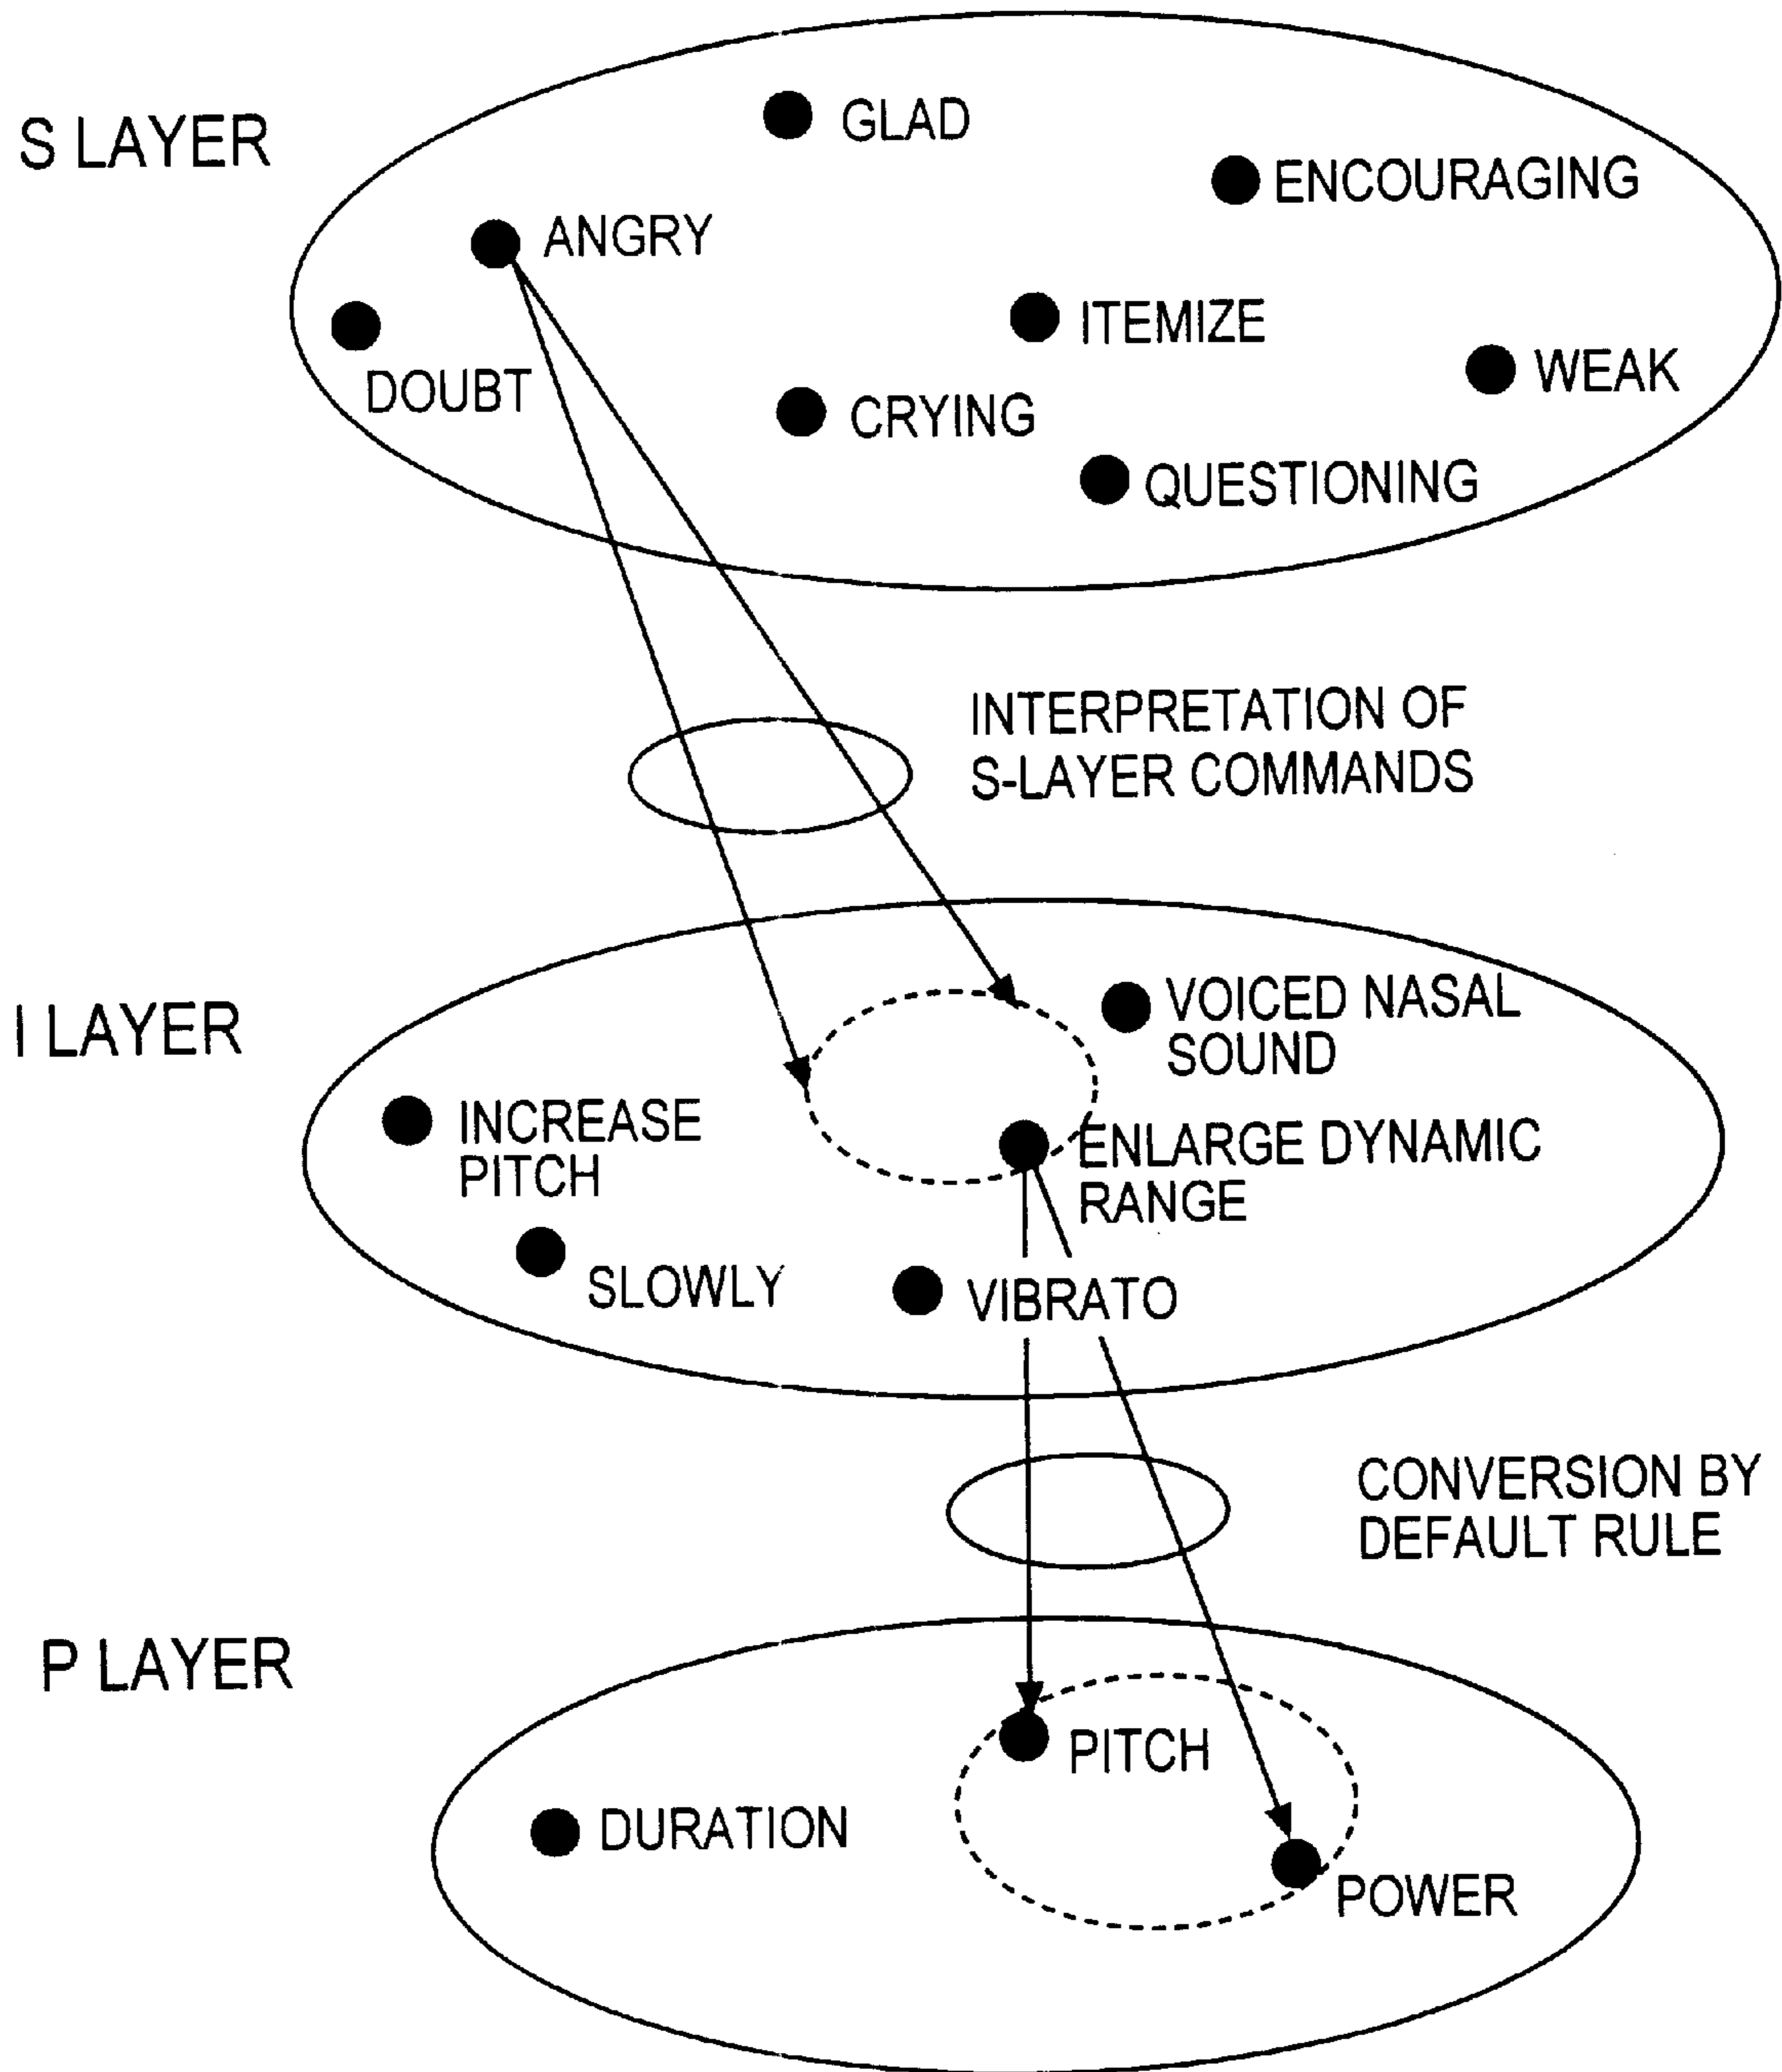 S LAYER
GLAD
ENCOURAGING
ANGRY
ITEMIZE
WEAK
DOUBT
CRYING
QUESTIONING
INTERPRETATION OF
S-LAYER COMMANDS
I LAYER
VOICED NASAL
SOUND
INCREASE
PITCH
ENLARGE DYNAMIC
RANGE
SLOWLY
VIBRATO
CONVERSION BY
DEFAULT RULE
P LAYER
PITCH
DURATION
POWER